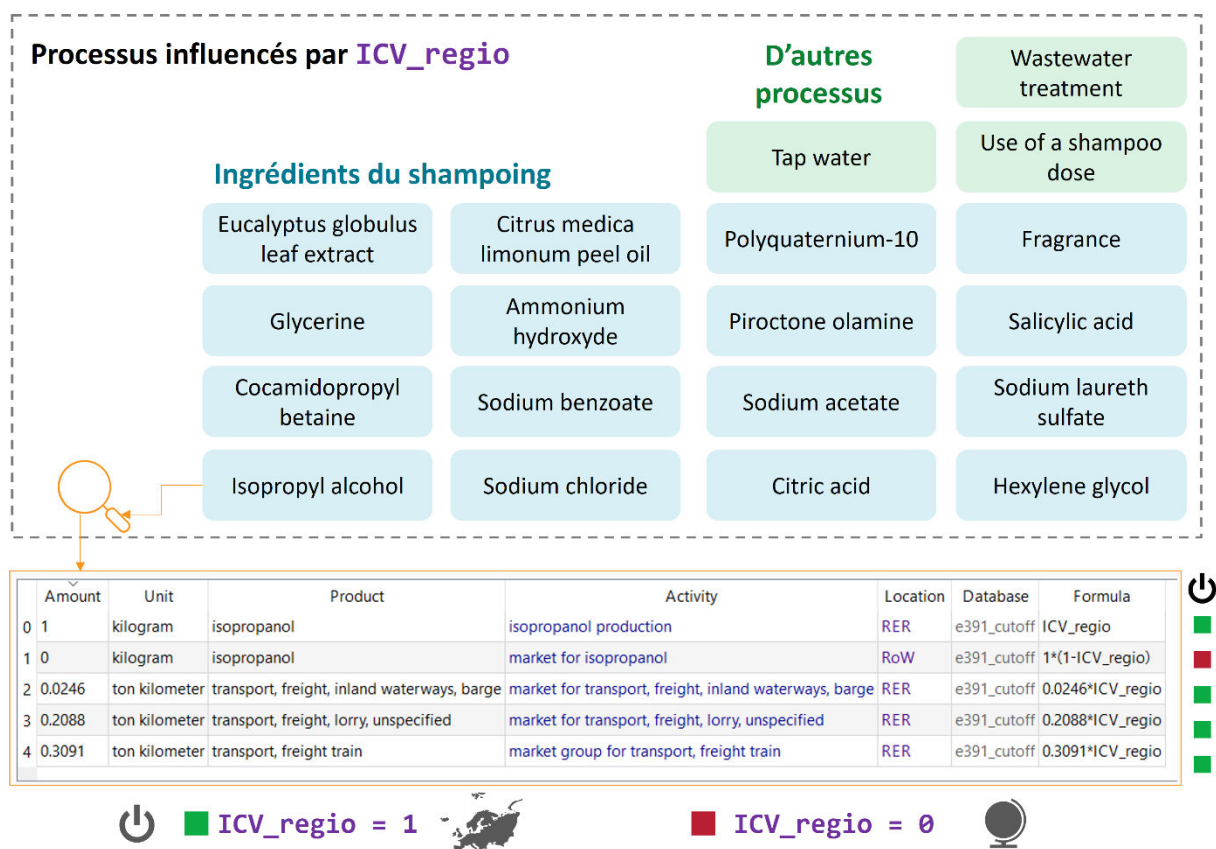 Processus influencés par ICV_regio
D'autres
processus
Wastewater
treatment
Tap water
Use of a shampoo
dose
Ingrédients du shampoing
Eucalyptus globulus
leaf extract
Citrus medica
limonum peel oil
Polyquaternium-10
Fragrance
Glycerine
Ammonium
hydroxyde
Piroctone olamine
Salicylic acid
Cocamidopropyl
betaine
Sodium benzoate
Sodium acetate
Sodium laureth
sulfate
Isopropyl alcohol
Sodium chloride
Citric acid
Hexylene glycol
Amount Unit Product Activity Location Database Formula
0 1 kilogram isopropanol isopropanol production RER e391_cutoff ICV_regio
1 0 kilogram isopropanol market for isopropanol RoW e391_cutoff 1*(1-ICV_regio)
2 0.0246 ton kilometer transport, freight, inland waterways, barge market for transport, freight, inland waterways, barge RER e391_cutoff 0.0246*ICV_regio
3 0.2088 ton kilometer transport, freight, lorry, unspecified market for transport, freight, lorry, unspecified RER e391_cutoff 0.2088*ICV_regio
4 0.3091 ton kilometer transport, freight train market group for transport, freight train RER e391_cutoff 0.3091*ICV_regio
ICV_regio = 1 ICV_regio = 0